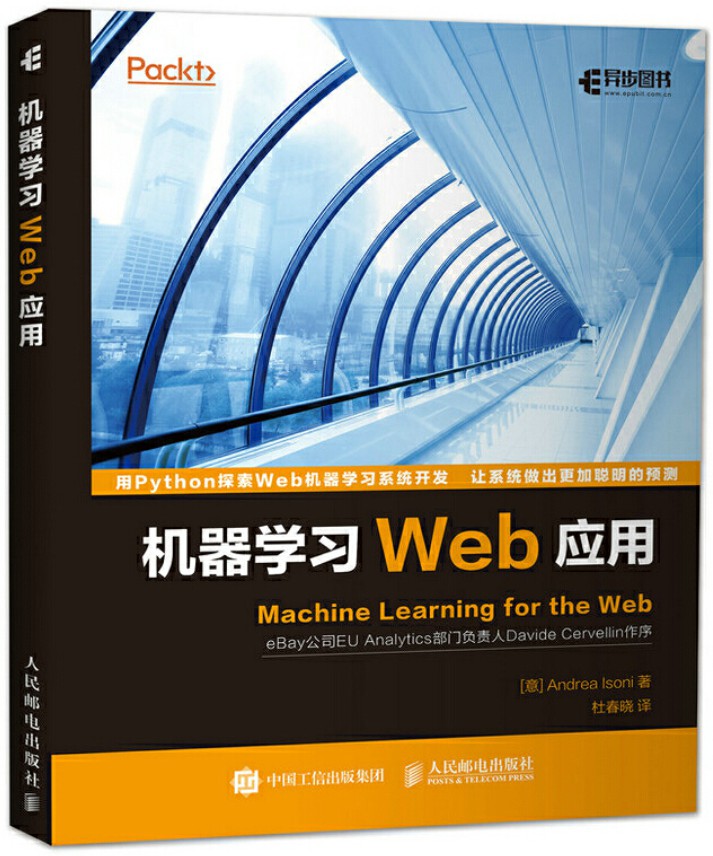 Packt>
异步图书
www.epubit.com.cn
机器学习 Web 应用
人民邮电出版社
用Python探索Web机器学习系统开发 让系统做出更加聪明的预测
机器学习 Web 应用
Machine Learning for the Web
eBay公司EU Analytics部门负责人Davide Cervellin作序
[意] Andrea Isoni 著
杜春晓 译
中国工信出版集团
人民邮电出版社
POSTS & TELECOM PRESS